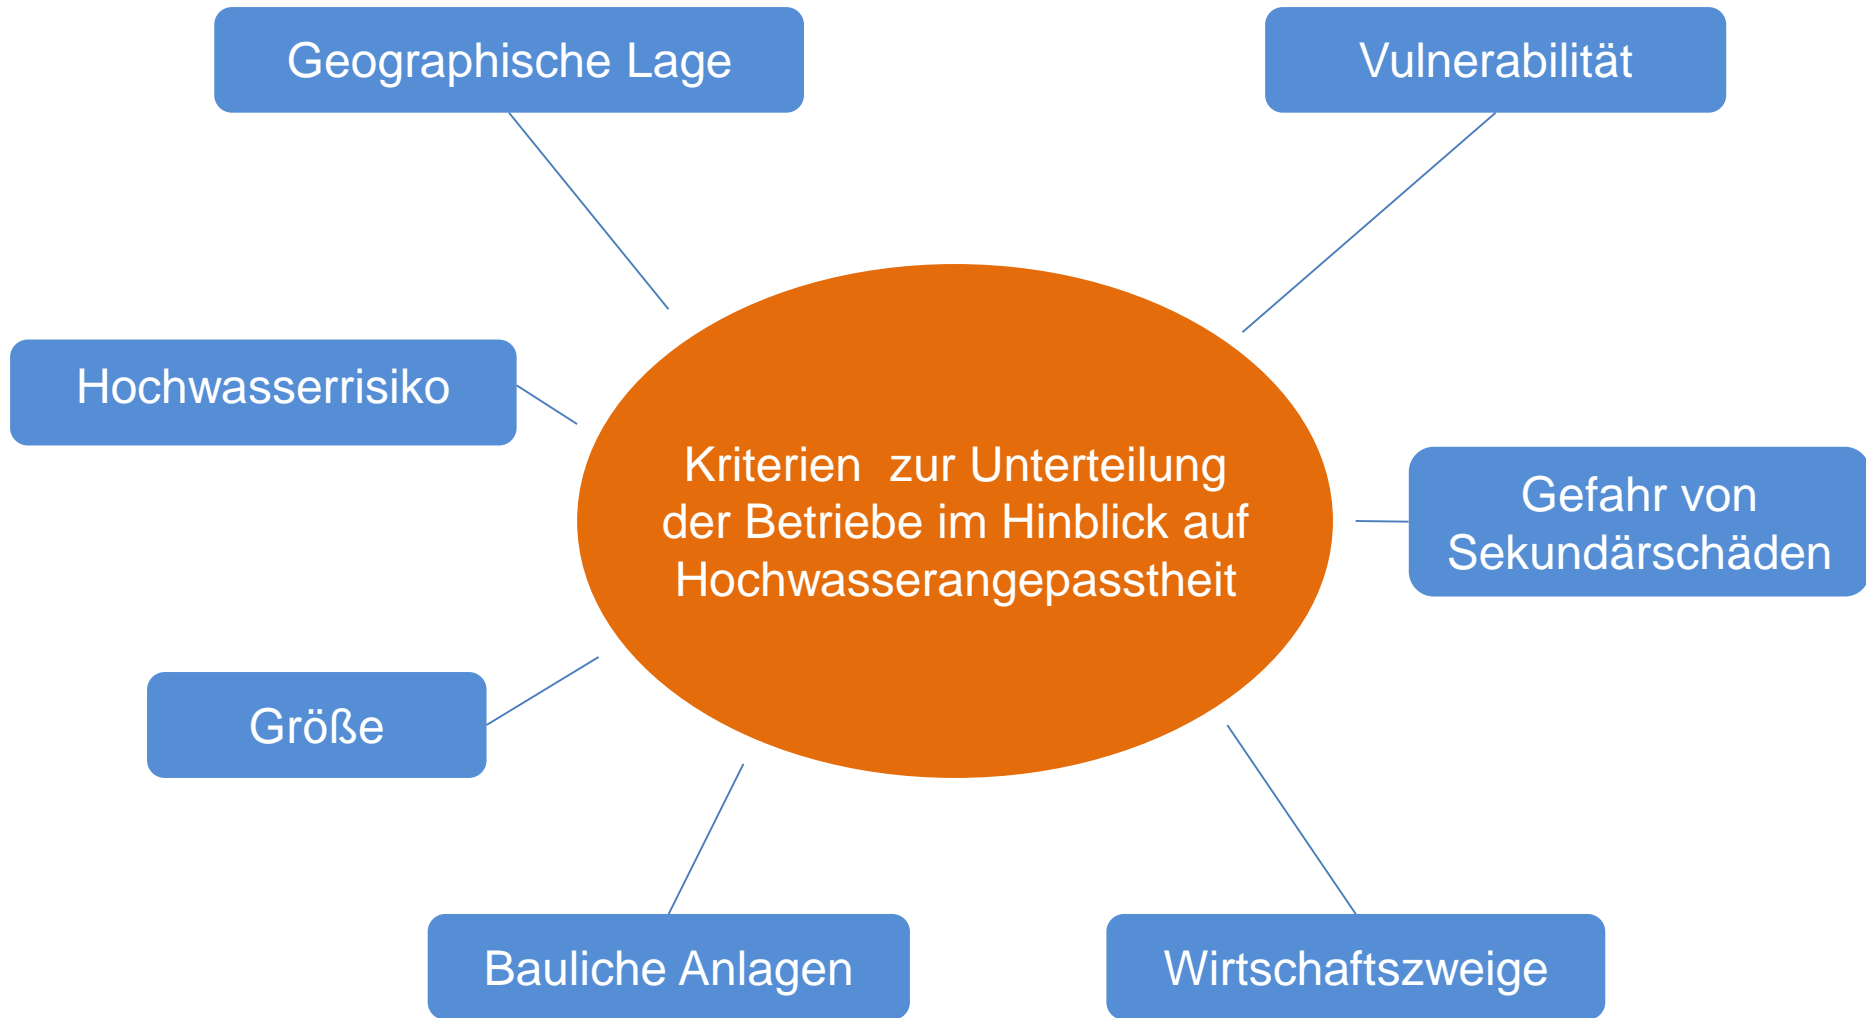 Geographische Lage
Vulnerabilität
Hochwasserrisiko
Kriterien  zur Unterteilung
der Betriebe im Hinblick auf
Hochwasserangepasstheit
Gefahr von
Sekundärschäden
Größe
Bauliche Anlagen
Wirtschaftszweige